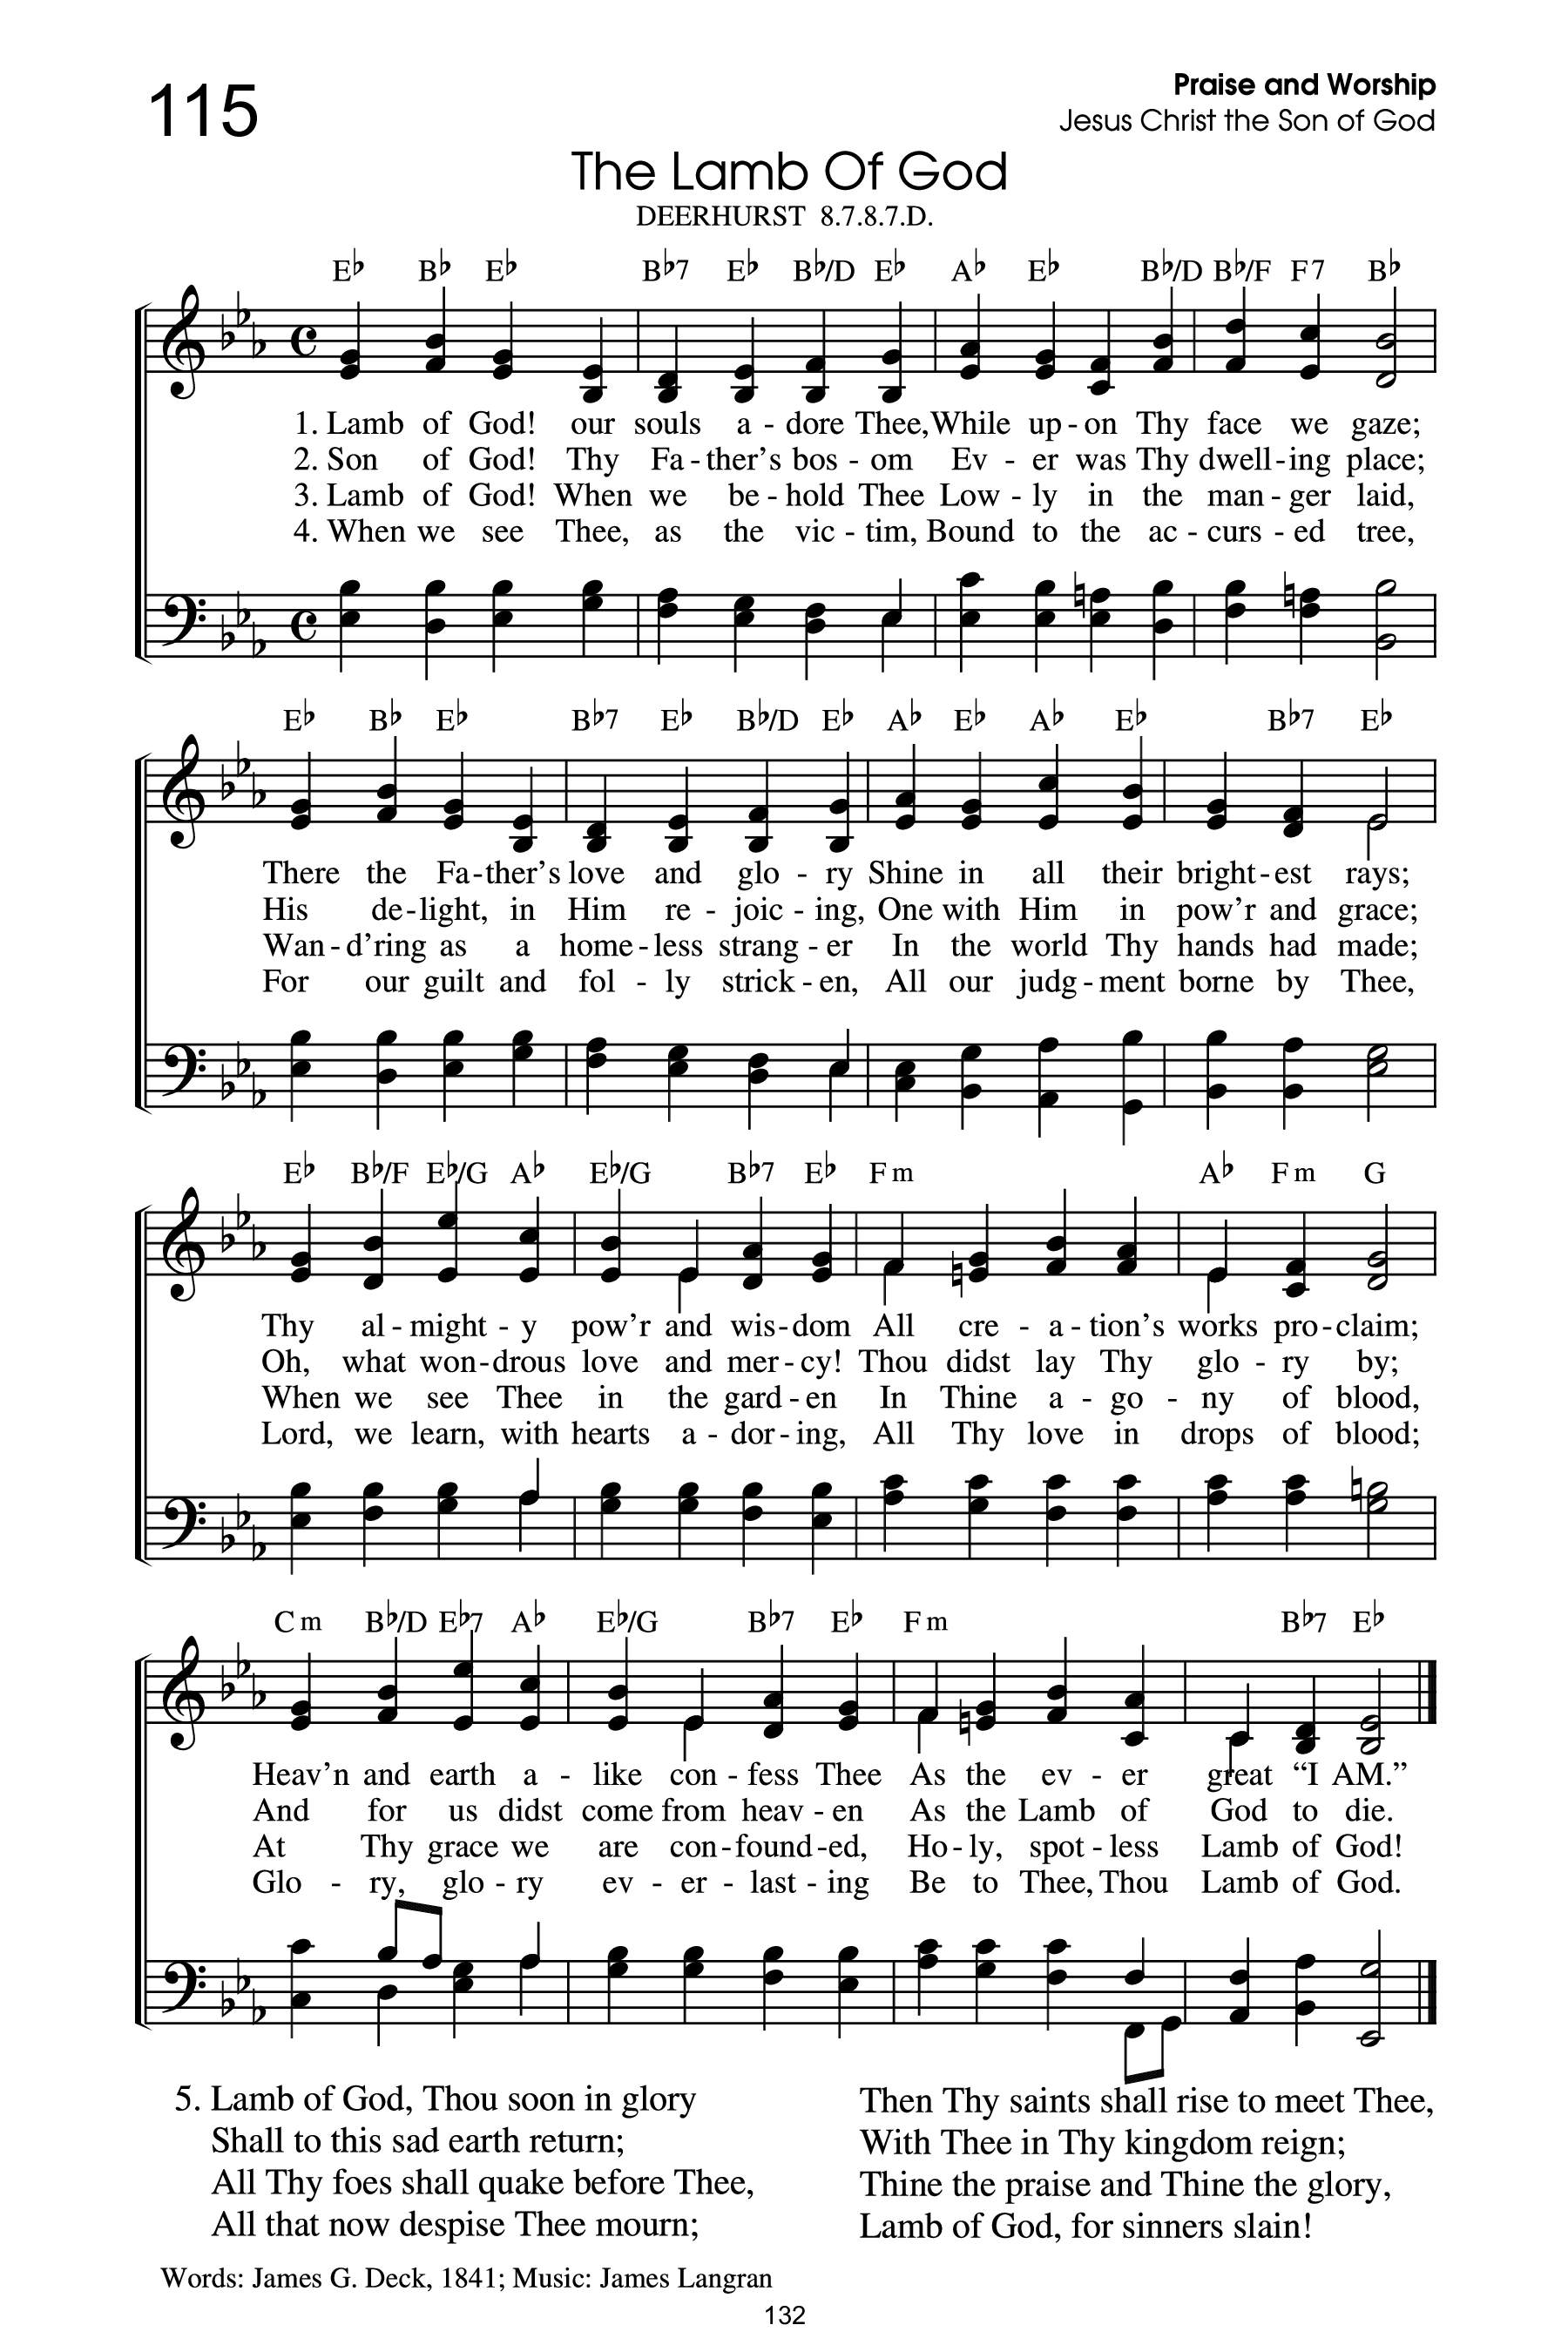 115
Praise and Worship
Jesus Christ the Son of God
The Lamb Of God
DEERHURST 8.7.8.7.D.
E♭ B♭ E♭ B♭7 E♭ B♭/D E♭ A♭ E♭ B♭/D B♭/F F7 B♭
1. Lamb of God! our souls a - dore Thee, While up - on Thy face we gaze;
2. Son of God! Thy Fa - ther's bos - om Ev - er was Thy dwell - ing place;
3. Lamb of God! When we be - hold Thee Low - ly in the man - ger laid,
4. When we see Thee, as the vic - tim, Bound to the ac - curs - ed tree,
E♭ B♭ E♭ B♭7 E♭ B♭/D E♭ A♭ E♭ A♭ E♭ B♭7 E♭
There the Fa - ther's love and glo - ry Shine in all their bright - est rays;
His de - light, in Him re - joic - ing, One with Him in pow'r and grace;
Wan - d'ring as a home - less strang - er In the world Thy hands had made;
For our guilt and fol - ly strick - en, All our judg - ment borne by Thee,
E♭ B♭/F E♭/G A♭ E♭/G B♭7 E♭ Fm A♭ Fm G
Thy al - might - y pow'r and wis - dom All cre - a - tion's works pro - claim;
Oh, what won - drous love and mer - cy! Thou didst lay Thy glo - ry by;
When we see Thee in the gard - en In Thine a - go - ny of blood,
Lord, we learn, with hearts a - dor - ing, All Thy love in drops of blood;
Cm B♭/D E♭7 A♭ E♭/G B♭7 E♭ Fm B♭7 E♭
Heav'n and earth a - like con - fess Thee As the ev - er great “I AM.”
And for us didst come from heav - en As the Lamb of God to die.
At Thy grace we are con - found - ed, Ho - ly, spot - less Lamb of God!
Glo - ry, glo - ry ev - er - last - ing Be to Thee, Thou Lamb of God.
5. Lamb of God, Thou soon in glory
Shall to this sad earth return;
All Thy foes shall quake before Thee,
All that now despise Thee mourn;
Then Thy saints shall rise to meet Thee,
With Thee in Thy kingdom reign;
Thine the praise and Thine the glory,
Lamb of God, for sinners slain!
Words: James G. Deck, 1841; Music: James Langran
132